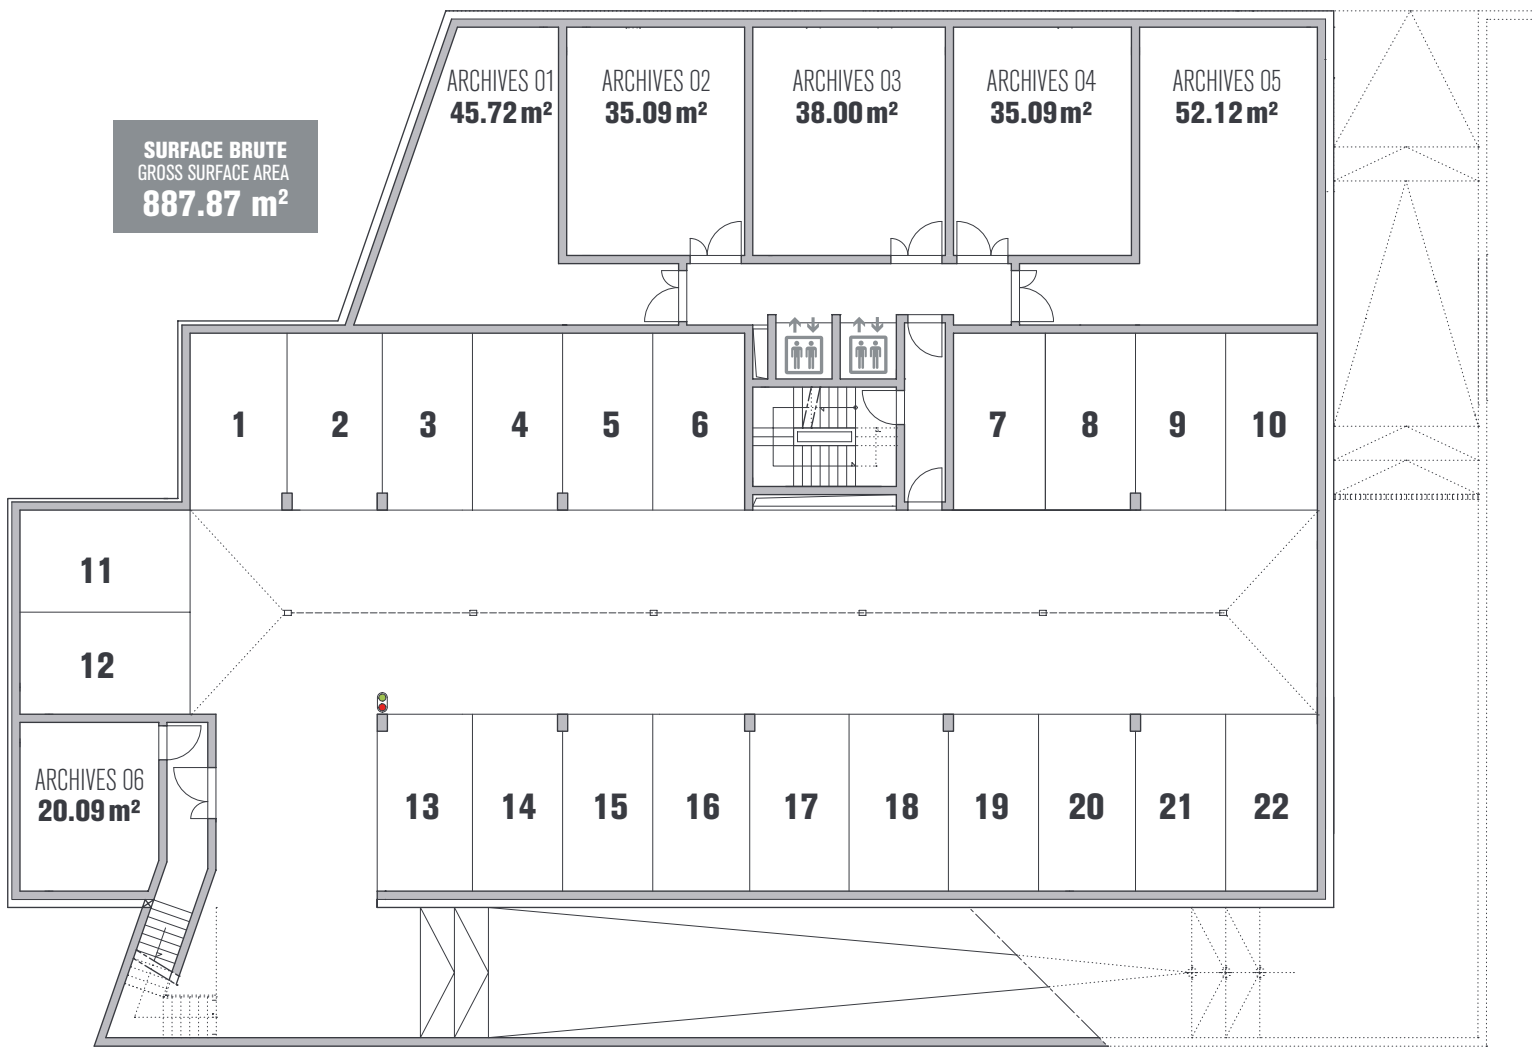 ARCHIVES 01
45.72 m²
ARCHIVES 02
35.09 m²
ARCHIVES 03
38.00 m²
ARCHIVES 04
35.09 m²
ARCHIVES 05
52.12 m²
SURFACE BRUTE
GROSS SURFACE AREA
887.87 m²
1
2
3
4
5
6
7
8
9
10
11
12
ARCHIVES 06
20.09 m²
13
14
15
16
17
18
19
20
21
22